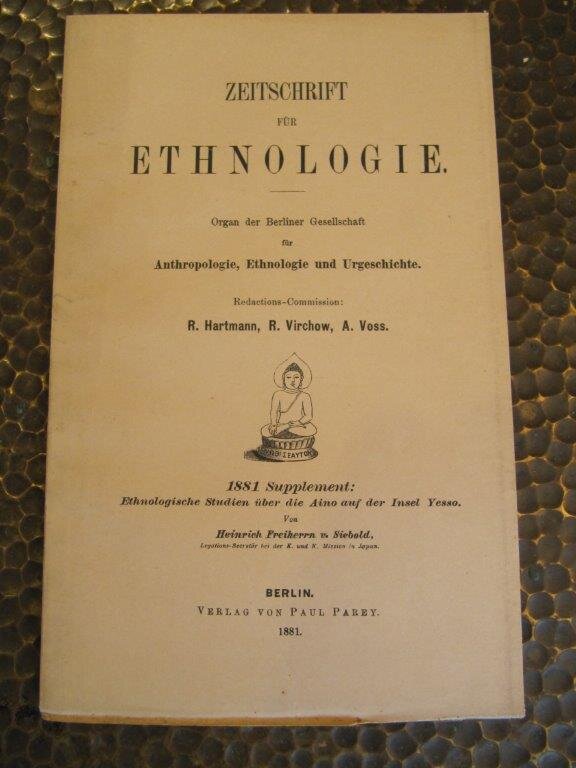 ZEITSCHRIFT
FÜR
ETHNOLOGIE.
Organ der Berliner Gesellschaft
für
Anthropologie, Ethnologie und Urgeschichte.
Redactions-Commission:
R. Hartmann, R. Virchow, A. Voss.
1881 Supplement:
Ethnologische Studien über die Aino auf der Insel Yesso.
Von
Heinrich Freiherrn v. Siebold,
Legations-Secretär bei der K. und K. Mission in Japan.
BERLIN.
VERLAG VON PAUL PAREY.
1881.